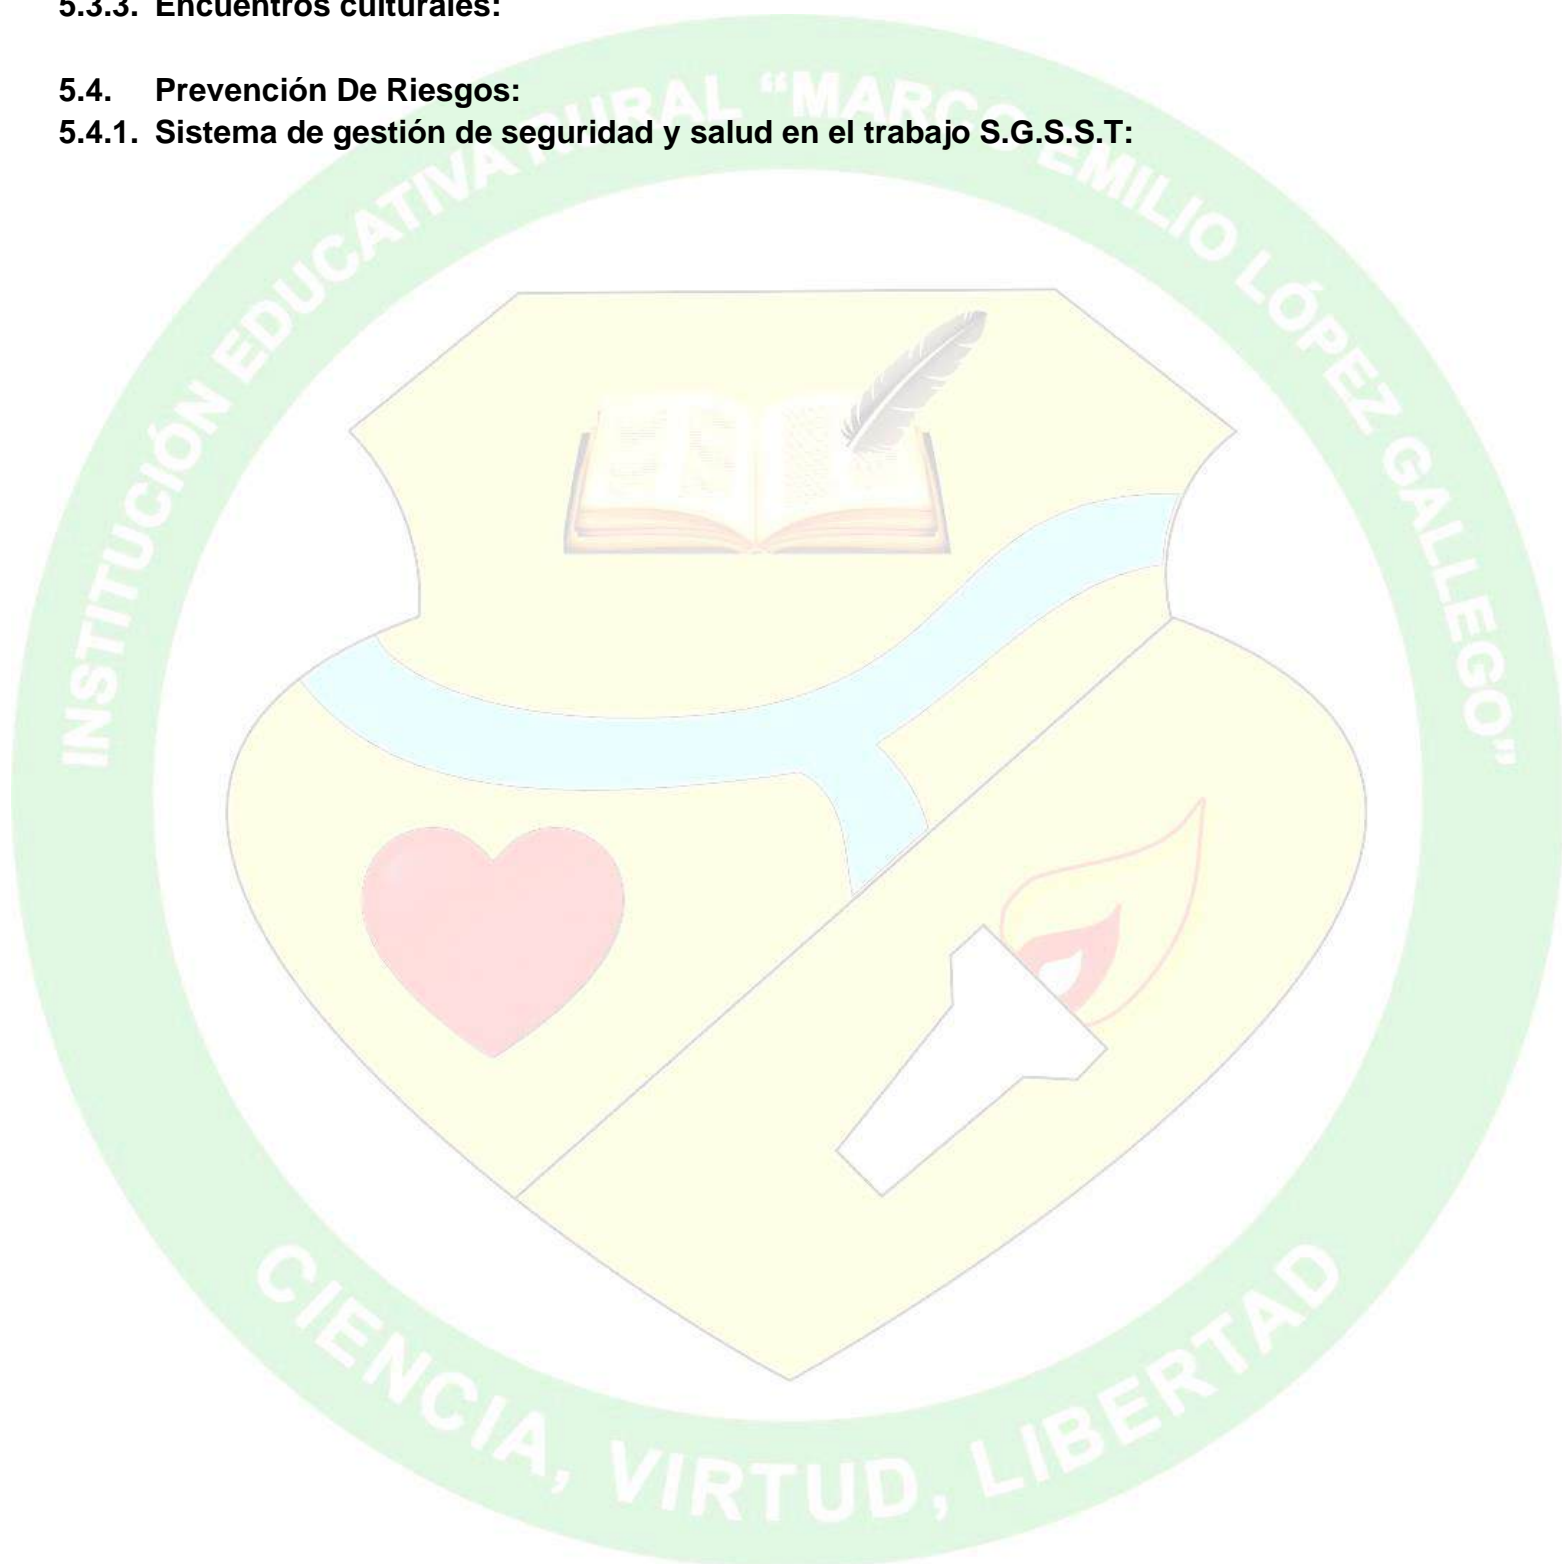 5.3.3. Encuentros culturales:
5.4. Prevención De Riesgos:
5.4.1. Sistema de gestión de seguridad y salud en el trabajo S.G.S.S.T:
INSTITUCIÓN EDUCATIVA RURAL “MARCO EMILIO LÓPEZ GALLEGO”
CIENCIA, VIRTUD, LIBERTAD